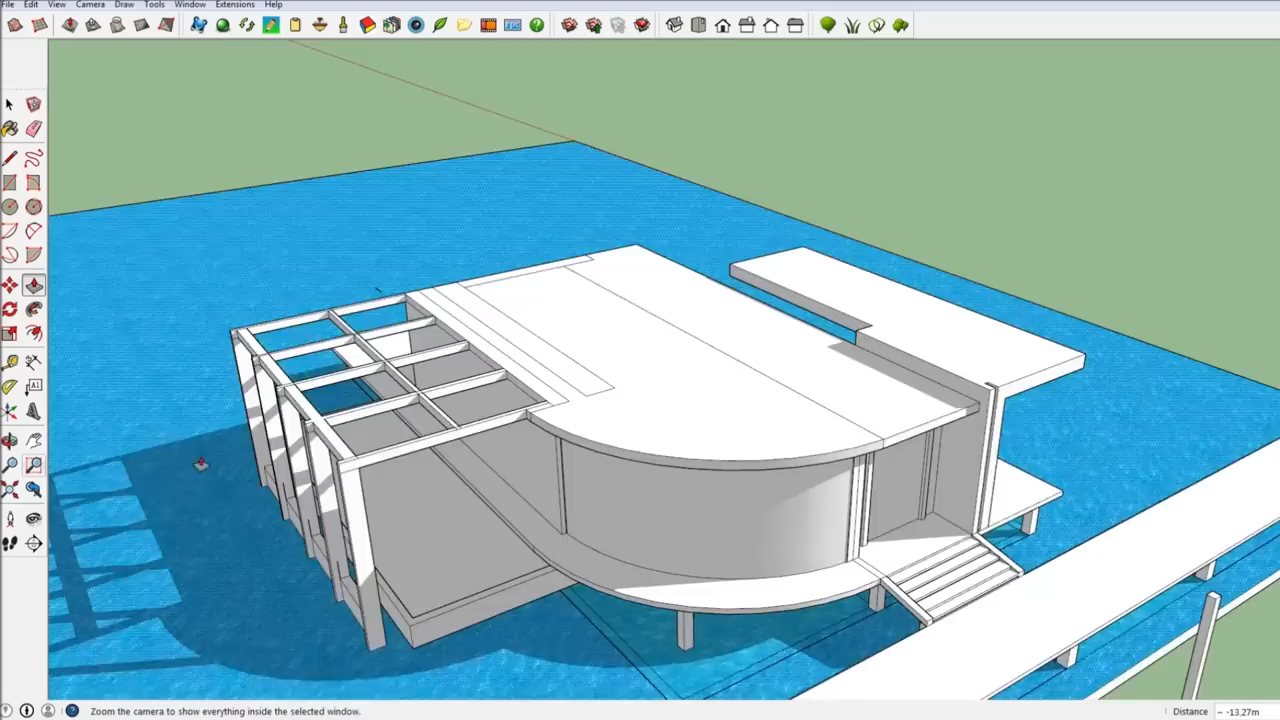 File Edit View Camera Draw Tools Window Extensions Help
Zoom the camera to show everything inside the selected window.
Distance ~ -13.27m